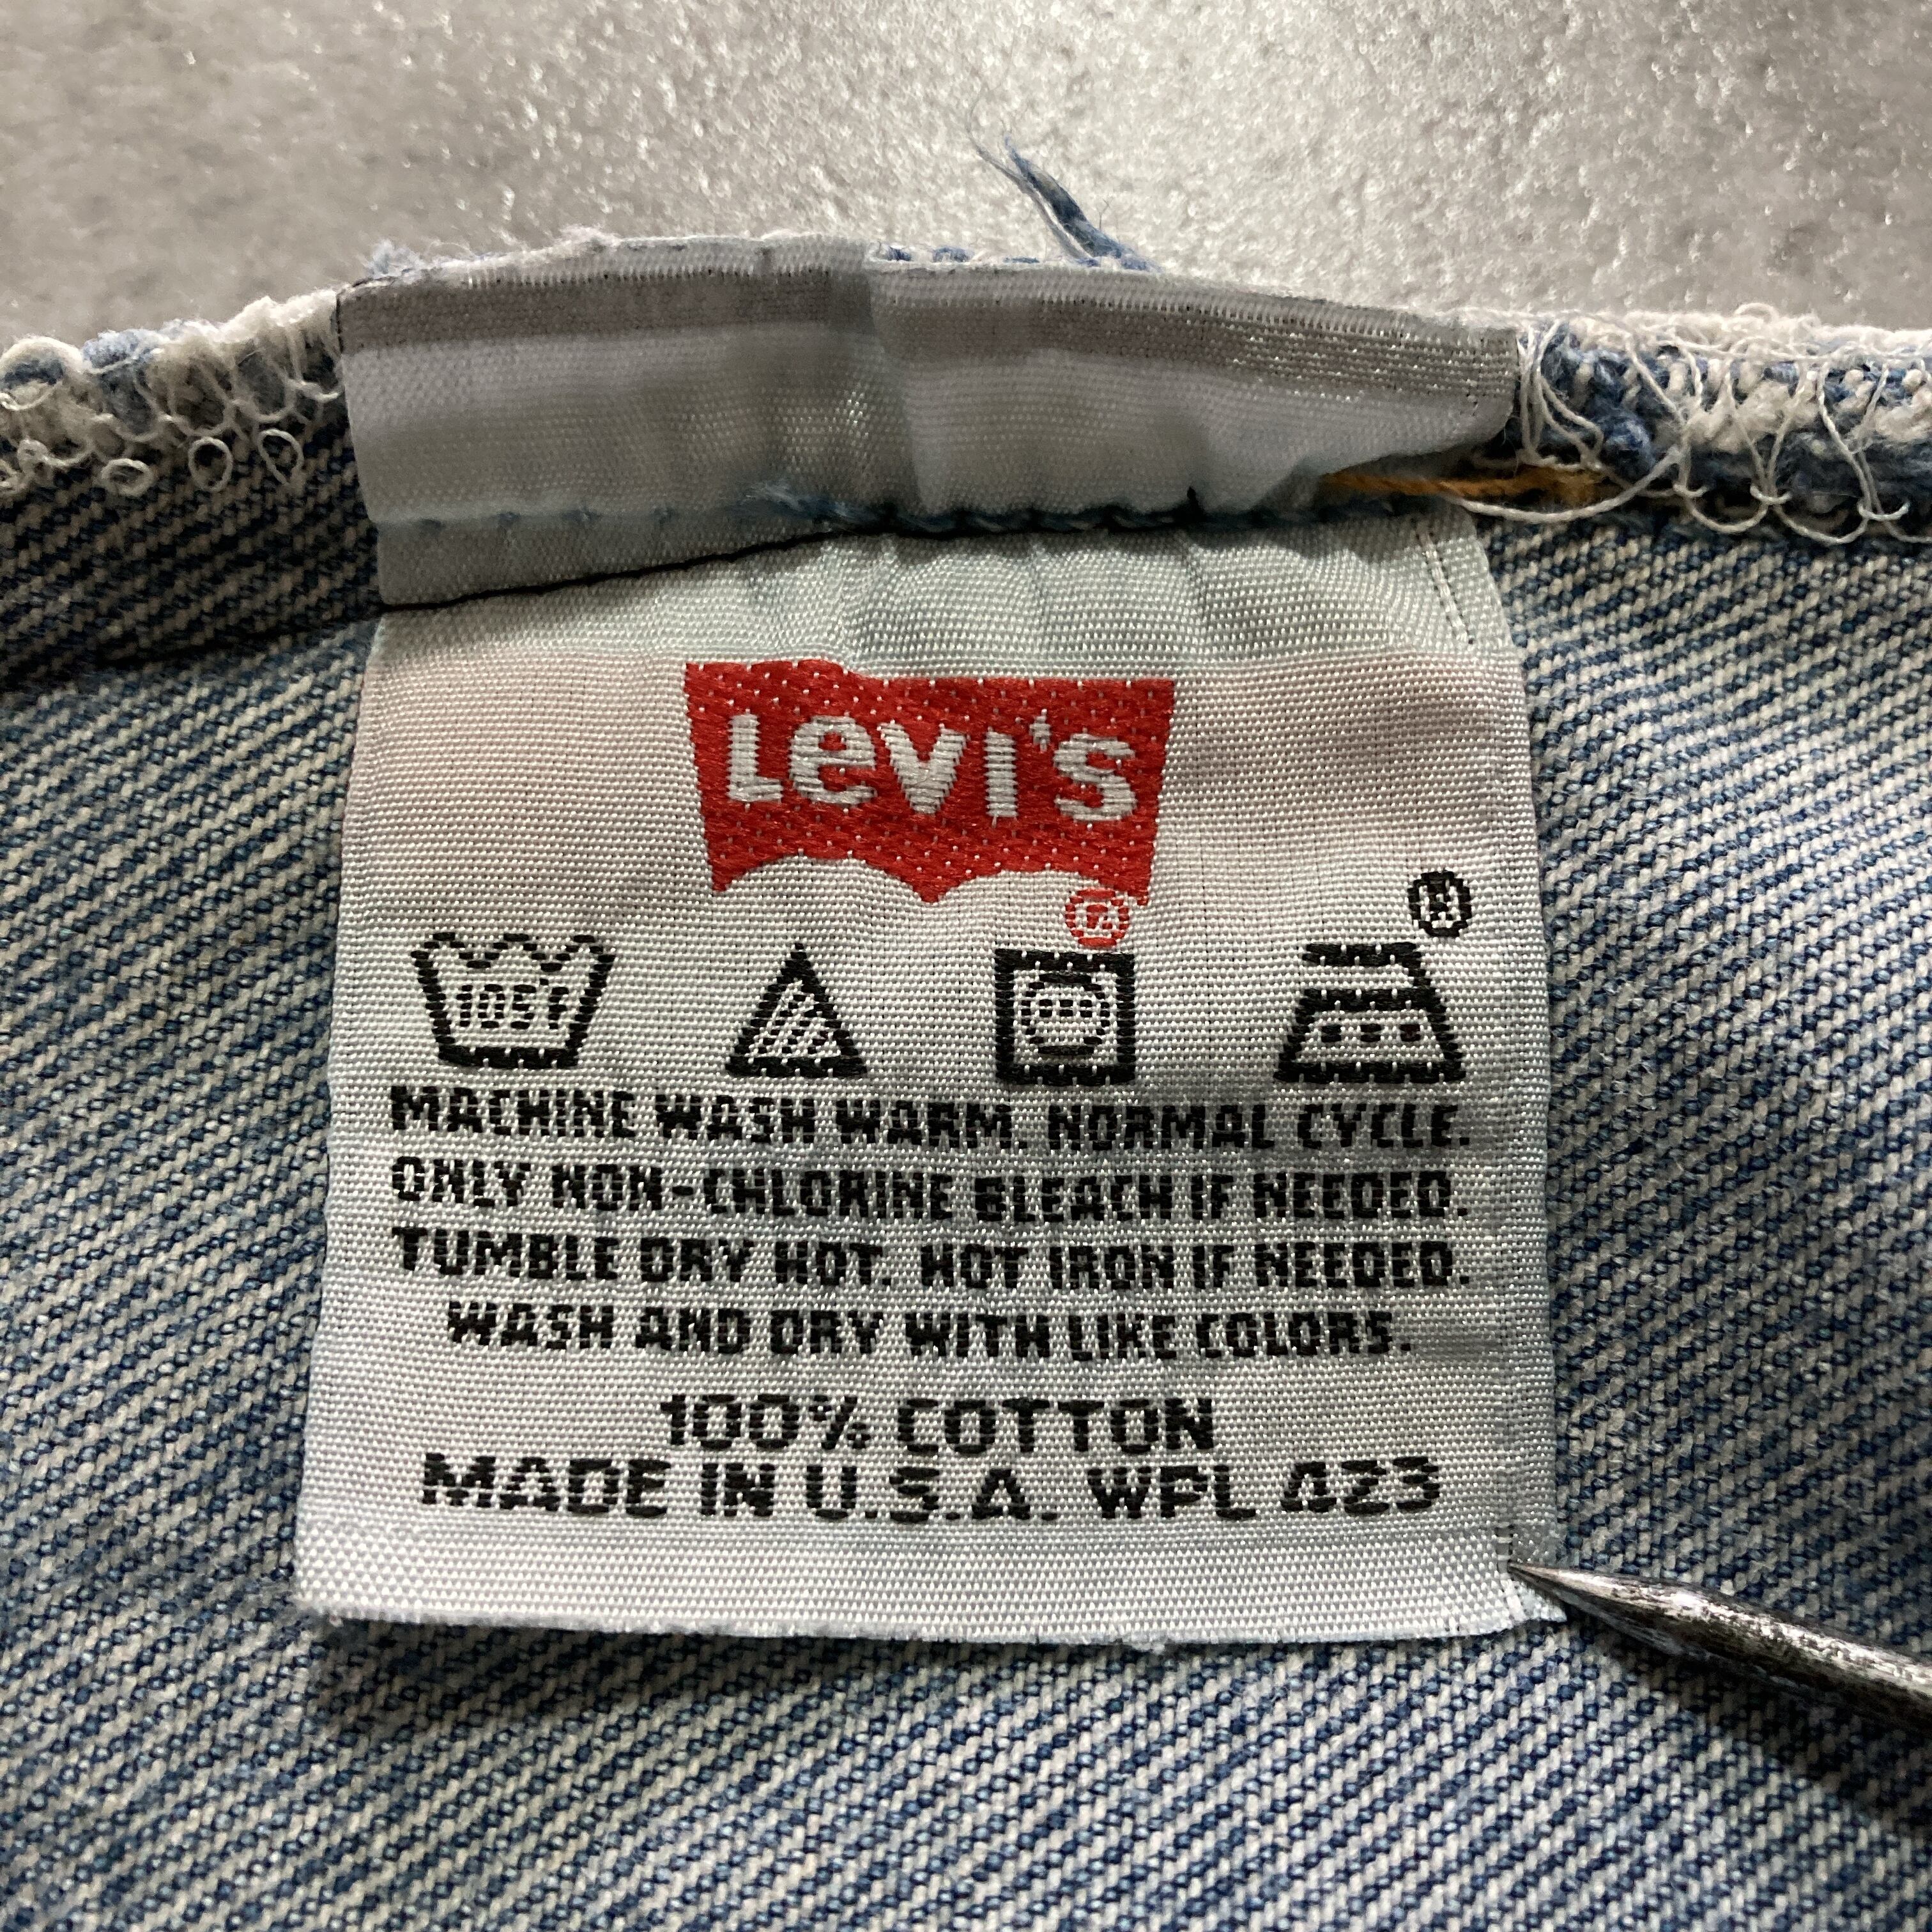 Levi's
®
®
105°F
MACHINE WASH WARM. NORMAL CYCLE.
ONLY NON-CHLORINE BLEACH IF NEEDED.
TUMBLE DRY HOT. HOT IRON IF NEEDED.
WASH AND DRY WITH LIKE COLORS.
100% COTTON
MADE IN U.S.A. WPL 423